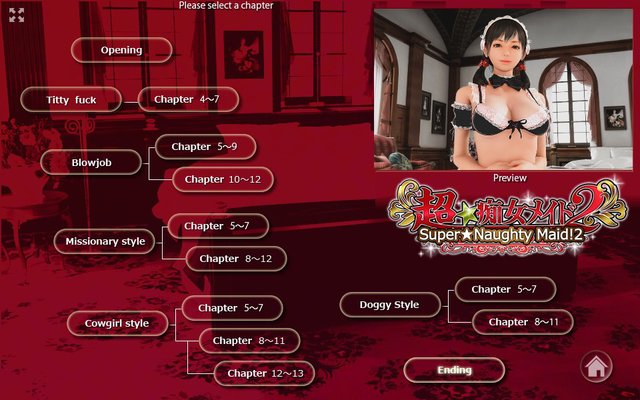 Please select a chapter
Opening
Titty fuck
Chapter 4～7
Blowjob
Chapter 5～9
Chapter 10～12
Missionary style
Chapter 5～7
Chapter 8～12
Cowgirl style
Chapter 5～7
Chapter 8～11
Chapter 12～13
Preview
超★痴女メイド2
Super★Naughty Maid!2
Doggy Style
Chapter 5～7
Chapter 8～11
Ending